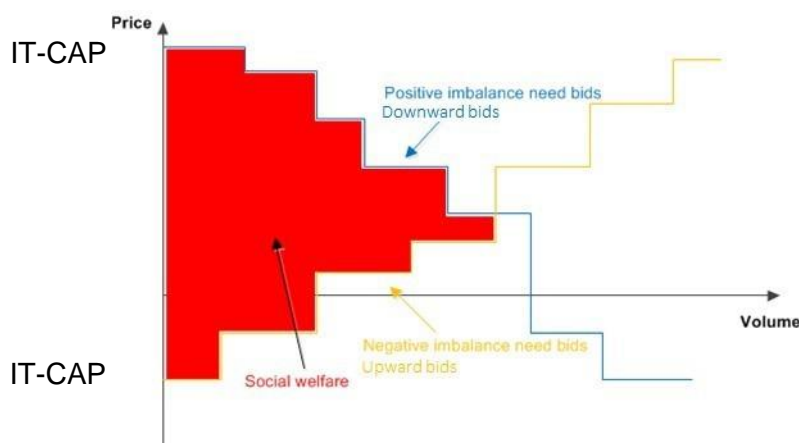 Price
IT-CAP
Positive imbalance need bids
Downward bids
Volume
Negative imbalance need bids
Upward bids
IT-CAP
Social welfare